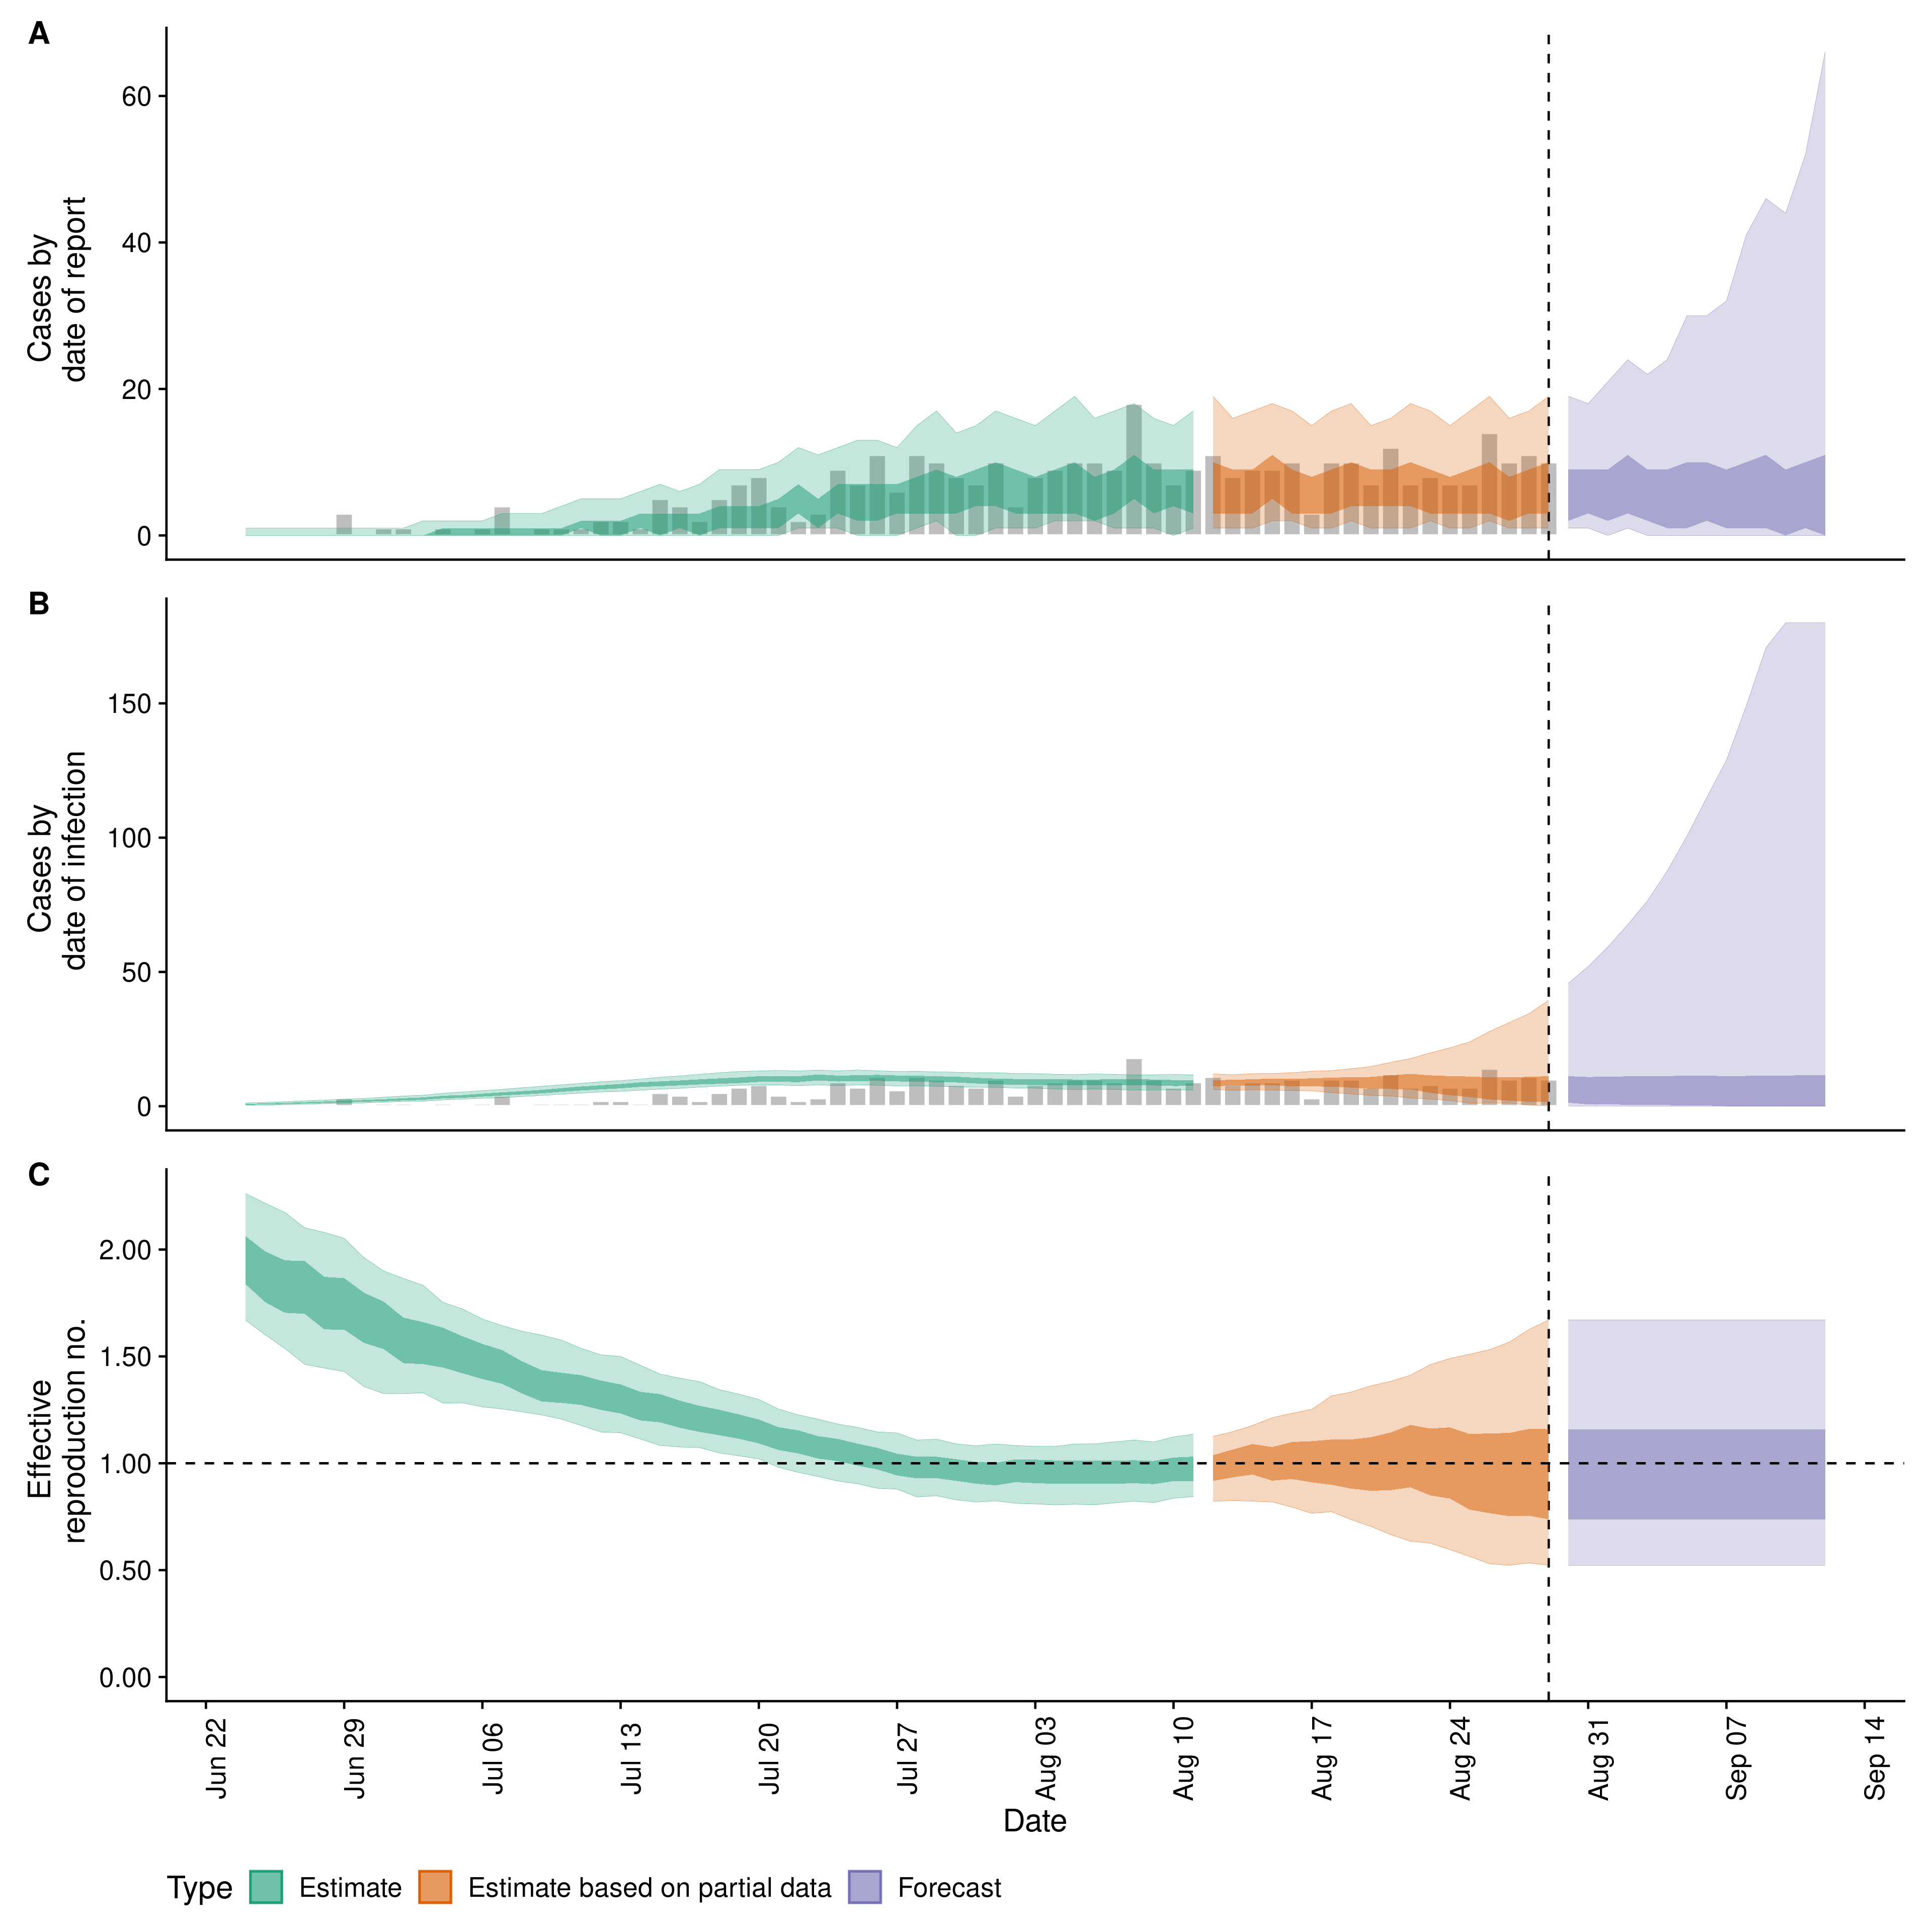 A
Cases by
date of report
60
40
20
0
B
Cases by
date of infection
150
100
50
0
C
Effective
reproduction no.
2.00
1.50
1.00
0.50
0.00
Jun 22
Jun 29
Jul 06
Jul 13
Jul 20
Jul 27
Aug 03
Aug 10
Aug 17
Aug 24
Aug 31
Sep 07
Sep 14
Date
Type
Estimate
Estimate based on partial data
Forecast